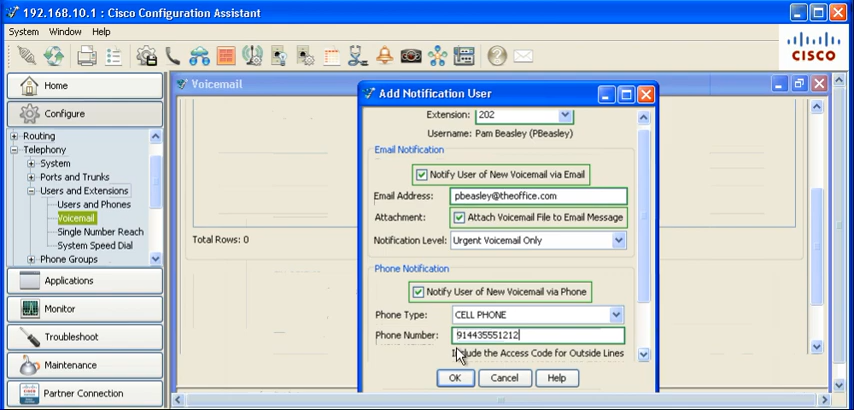 192.168.10.1 : Cisco Configuration Assistant
System Window Help
CISCO
Home
Configure
Routing
Telephony
System
Ports and Trunks
Users and Extensions
Users and Phones
Voicemail
Single Number Reach
System Speed Dial
Phone Groups
Applications
Monitor
Troubleshoot
Maintenance
Partner Connection
Voicemail
Total Rows: 0
Add Notification User
Extension: 202
Username: Pam Beasley (PBeasley)
Email Notification
Notify User of New Voicemail via Email
Email Address: pbeasley@theoffice.com
Attachment: Attach Voicemail File to Email Message
Notification Level: Urgent Voicemail Only
Phone Notification
Notify User of New Voicemail via Phone
Phone Type: CELL PHONE
Phone Number: 914435551212
Include the Access Code for Outside Lines
OK Cancel Help